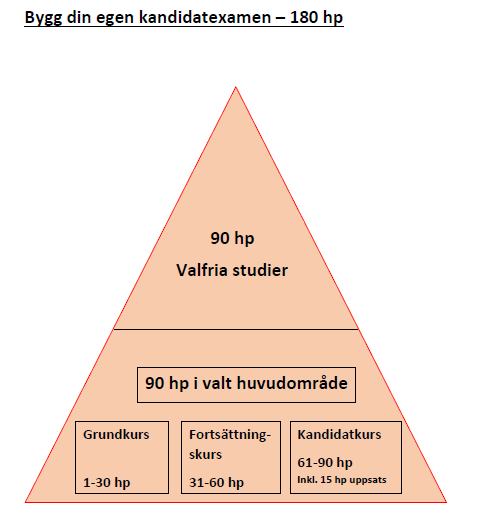 Bygg din egen kandidatexamen – 180 hp
90 hp
Valfria studier
90 hp i valt huvudområde
Grundkurs
1-30 hp
Fortsättning-
skurs
31-60 hp
Kandidatkurs
61-90 hp
Inkl. 15 hp uppsats